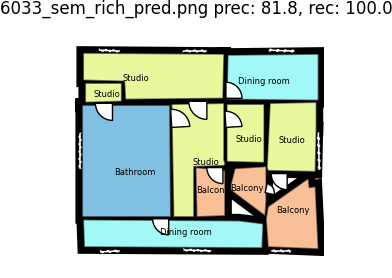 6033_sem_rich_pred.png prec: 81.8, rec: 100.0
Studio
Dining room
Studio
Studio
Studio
Studio
Bathroom
Balcony
Balcony
Balcony
Dining room